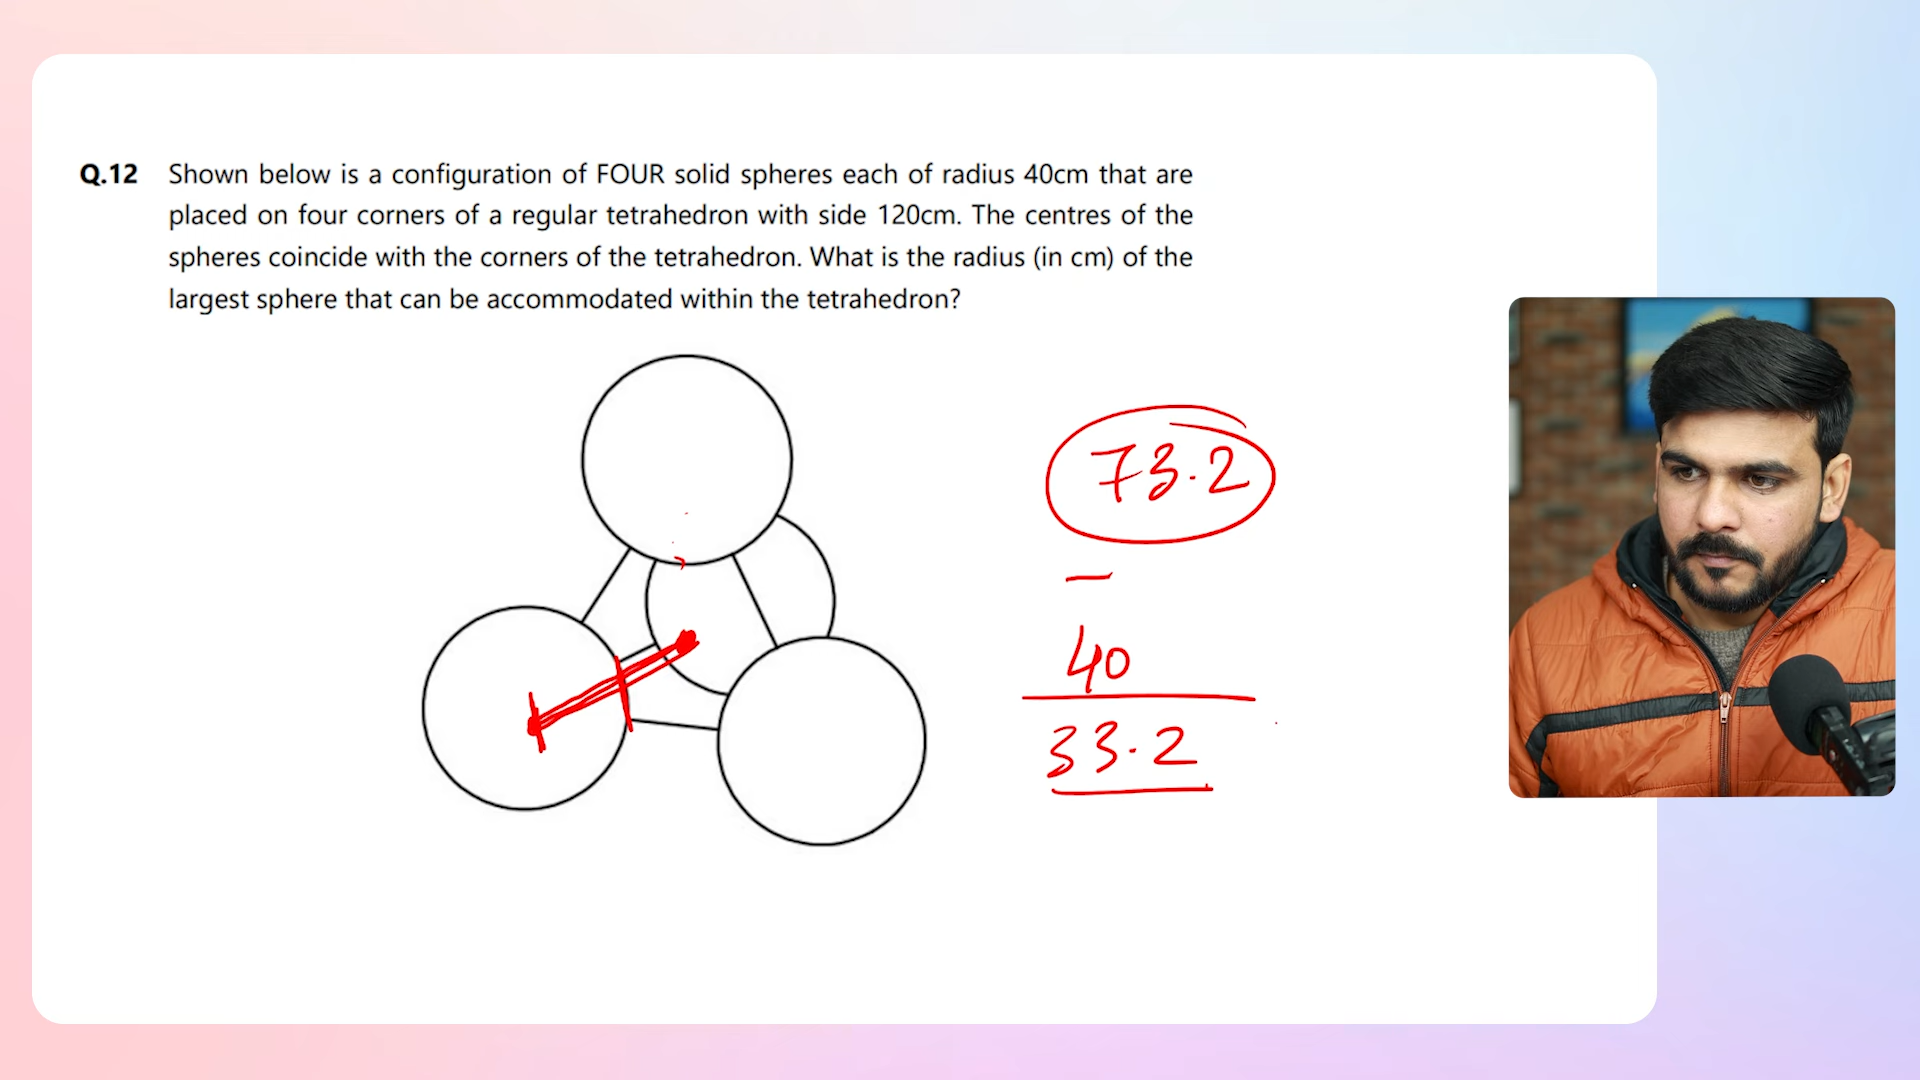 Q.12 Shown below is a configuration of FOUR solid spheres each of radius 40cm that are
placed on four corners of a regular tetrahedron with side 120cm. The centres of the
spheres coincide with the corners of the tetrahedron. What is the radius (in cm) of the
largest sphere that can be accommodated within the tetrahedron?
73.2
–
40
33.2